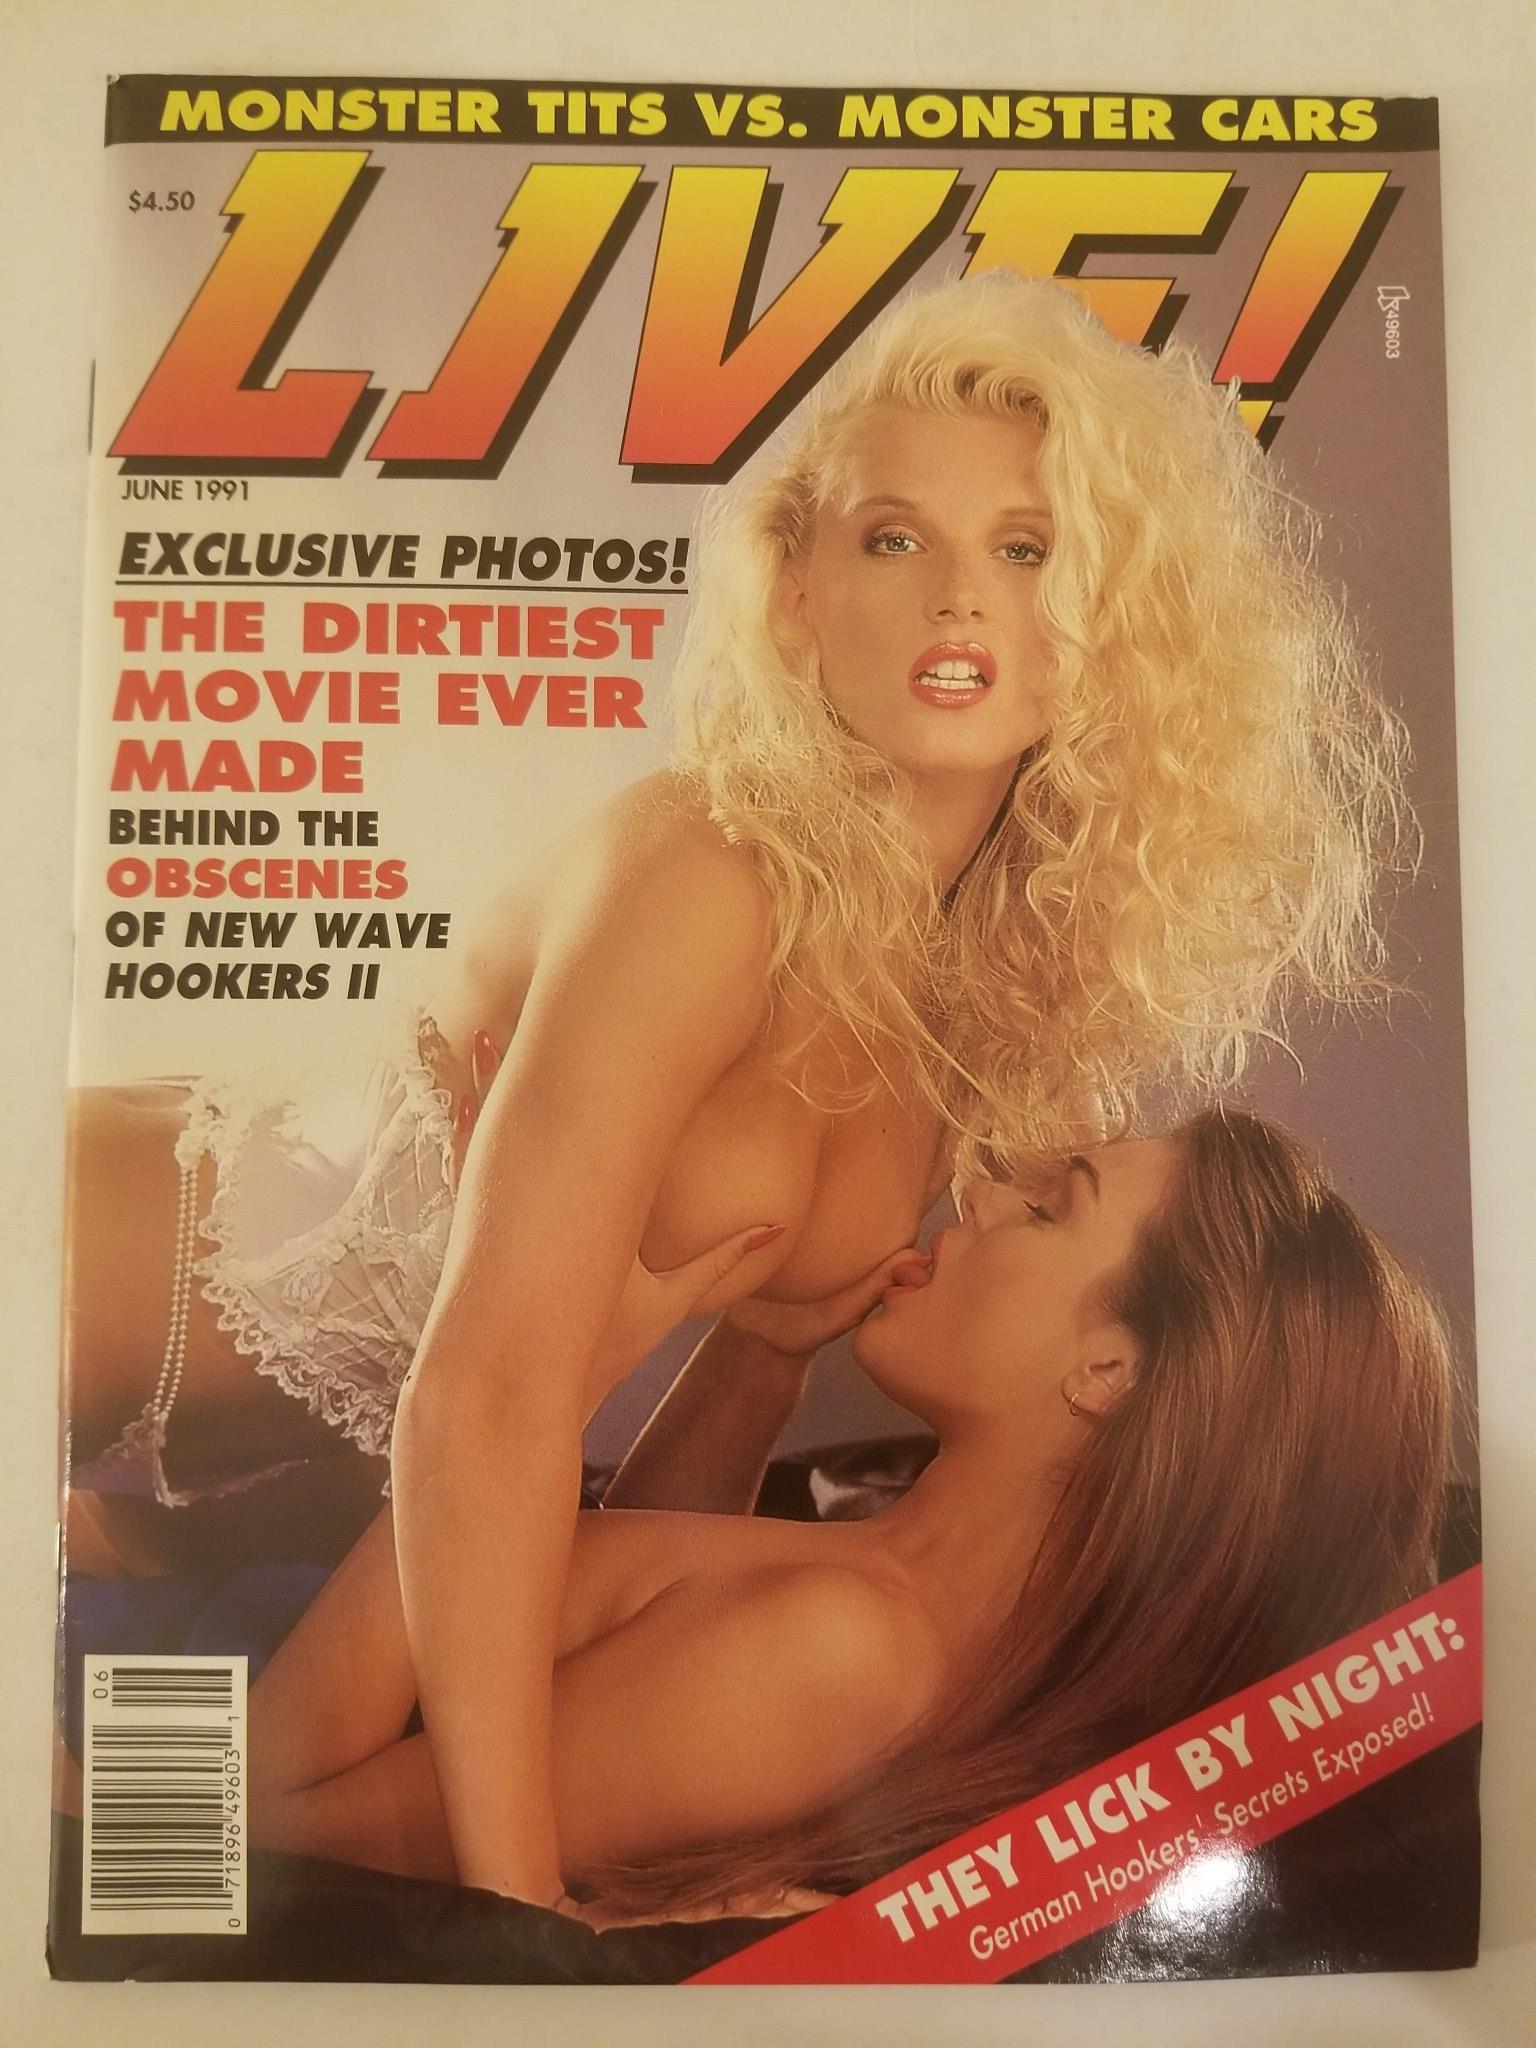 MONSTER TITS VS. MONSTER CARS
$4.50
LIVE!
49603
JUNE 1991
EXCLUSIVE PHOTOS!
THE DIRTIEST
MOVIE EVER
MADE
BEHIND THE
OBSCENES
OF NEW WAVE
HOOKERS II
THEY LICK BY NIGHT:
German Hookers' Secrets Exposed!
06
0 71896 49603 1